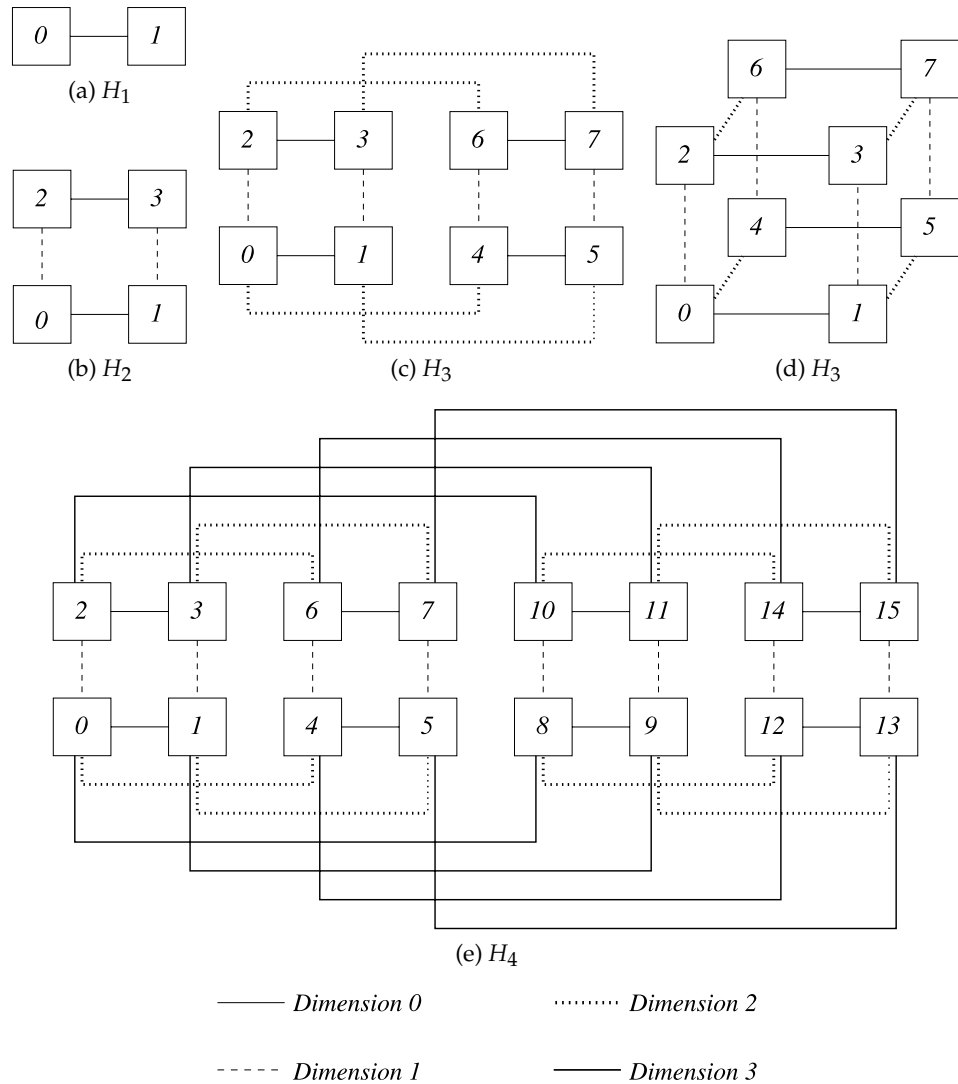 0 1
(a) H1
2 3
0 1
(b) H2
2 3 6 7
0 1 4 5
(c) H3
6 7
2 3
4 5
0 1
(d) H3
2 3 6 7 10 11 14 15
0 1 4 5 8 9 12 13
(e) H4
Dimension 0 Dimension 2
Dimension 1 Dimension 3